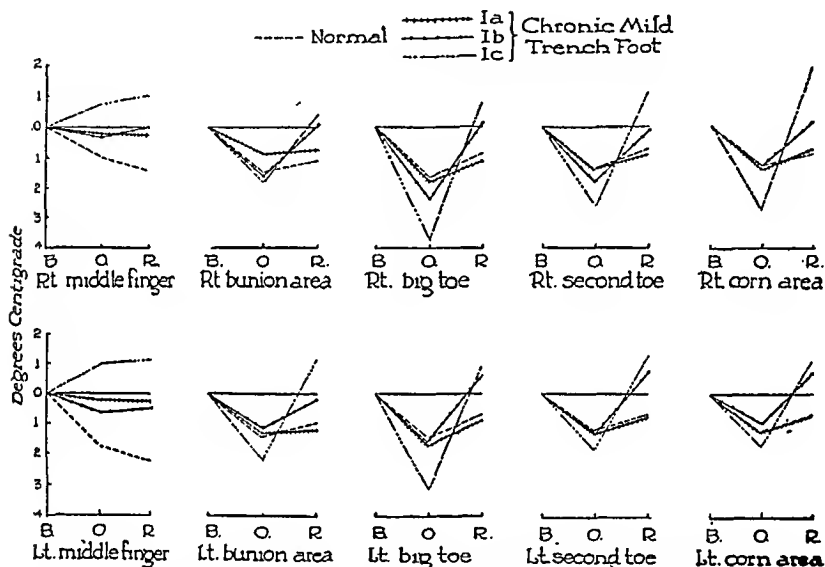 Normal
Ia
Ib
Ic
Chronic Mild
Trench Foot
Degrees Centigrade
2
1
.0
1
2
3
4
B. O. R.
B. O. R.
B. O. R.
B. O. R.
B. O. R.
Rt. middle finger
Rt. bunion area
Rt. big toe
Rt. second toe
Rt. corn area
2
1
0
1
2
3
4
B. O R.
B. O. R
B. O. R.
B. O. R
B. O. R.
Lt. middle finger
Lt. bunion area
Lt. big toe
Lt. second toe
Lt. corn area